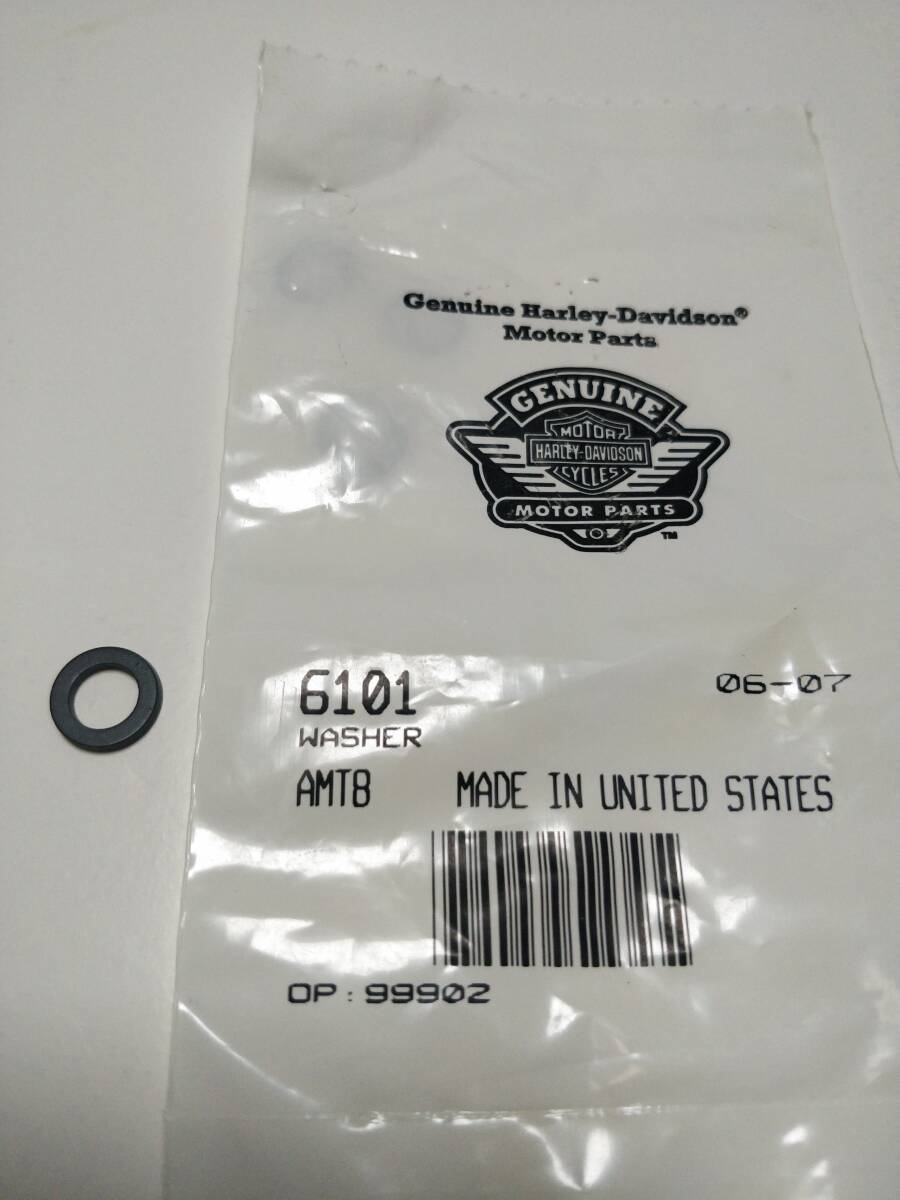 Genuine Harley-Davidson®
Motor Parts
GENUINE
MOTOR
HARLEY-DAVIDSON
CYCLES
MOTOR PARTS
TM
6101 06-07
WASHER
AMT8 MADE IN UNITED STATES
OP: 99902